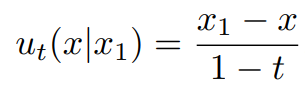 u_t(x|x_1) = \frac{x_1 - x}{1 - t}